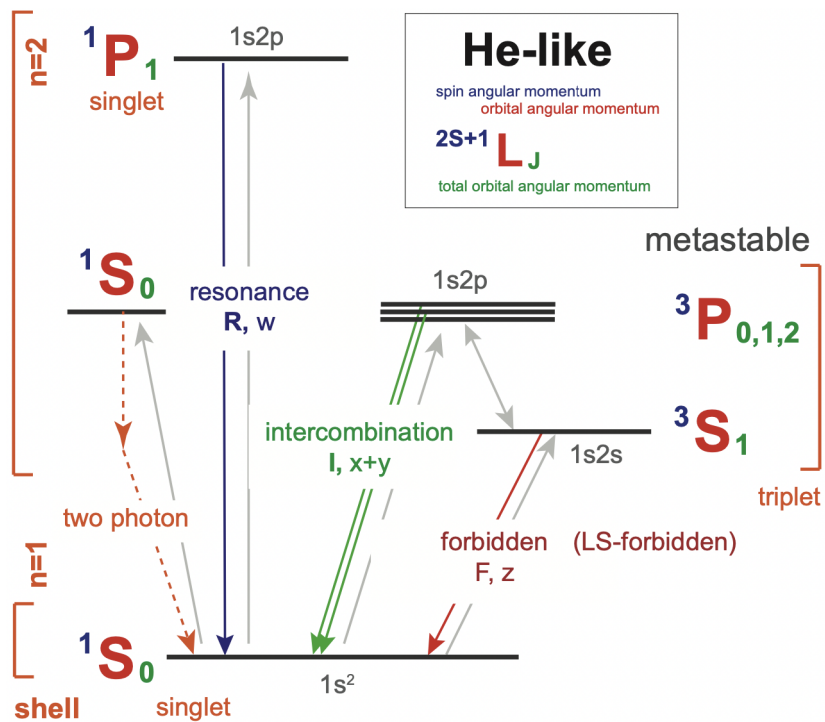 n=2
¹P₁
singlet
1s2p
He-like
spin angular momentum
orbital angular momentum
2S+1 L J
total orbital angular momentum
metastable
¹S₀
resonance
R, w
1s2p
³P₀,₁,₂
intercombination
I, x+y
1s2s
³S₁
triplet
two photon
forbidden (LS-forbidden)
F, z
n=1
¹S₀
1s²
shell
singlet